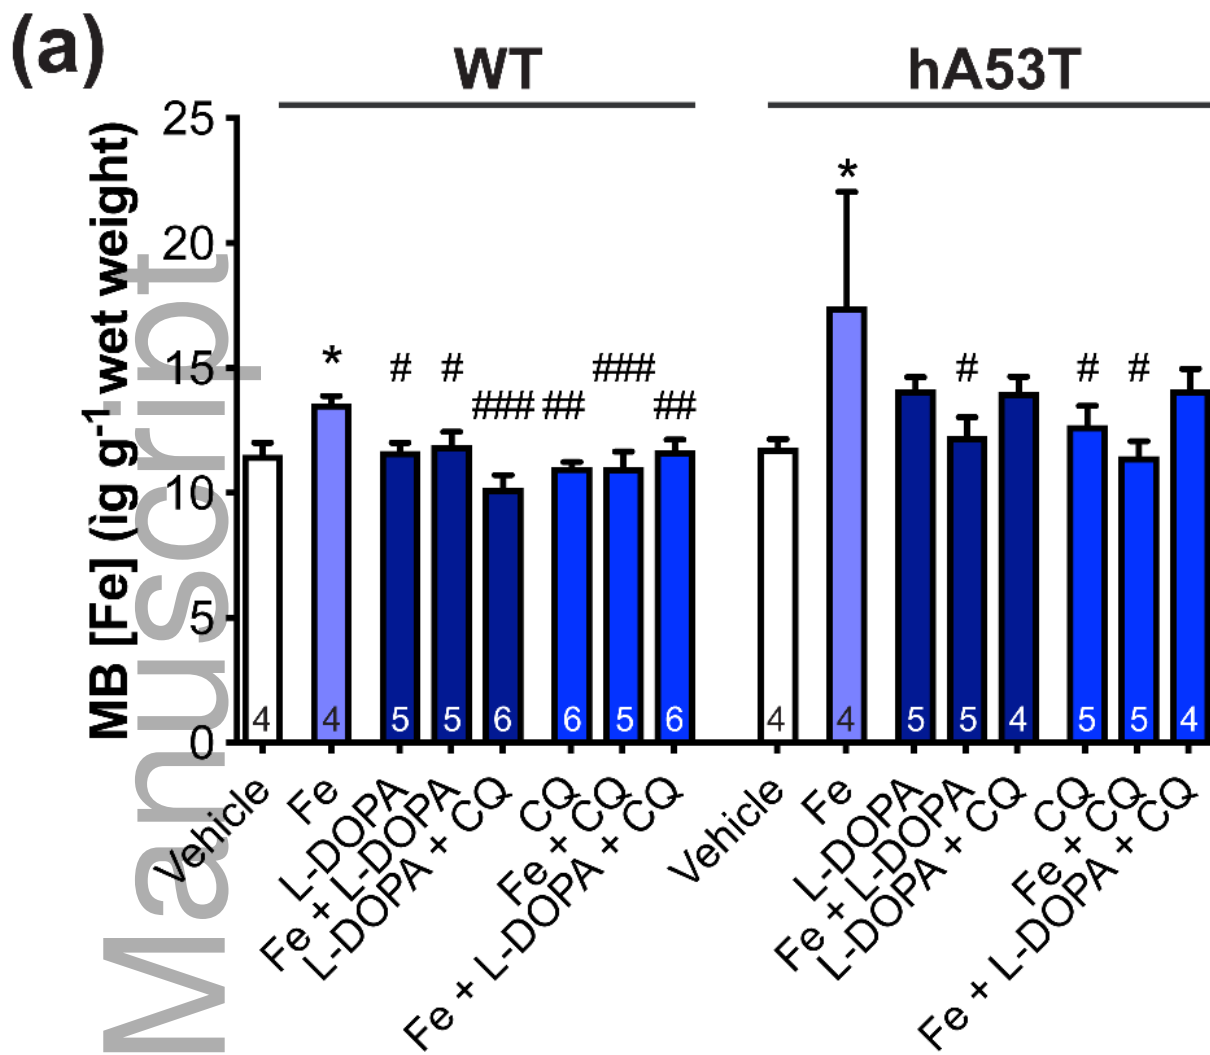 (a)
WT
hA53T
MB [Fe] (ìg g-1 wet weight)
25
20
15
10
5
0
*
#
#
###
##
###
##
*
#
#
#
4
4
5
5
6
6
5
6
4
4
5
5
4
5
5
4
Vehicle
Fe
L-DOPA
Fe + L-DOPA
L-DOPA + CQ
CQ
Fe + CQ
Fe + L-DOPA + CQ
Vehicle
Fe
L-DOPA
Fe + L-DOPA
L-DOPA + CQ
CQ
Fe + CQ
Fe + L-DOPA + CQ
Manuscript